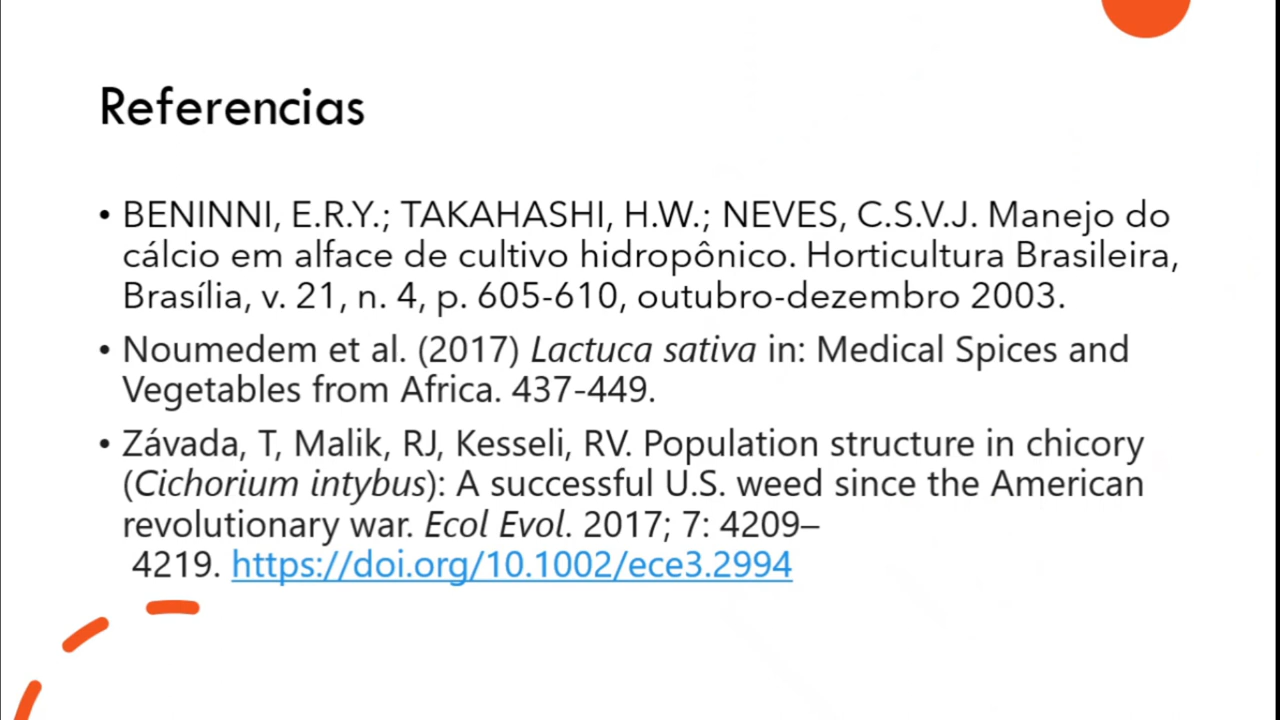 Referencias
• BENINNI, E.R.Y.; TAKAHASHI, H.W.; NEVES, C.S.V.J. Manejo do
cálcio em alface de cultivo hidropônico. Horticultura Brasileira,
Brasília, v. 21, n. 4, p. 605-610, outubro-dezembro 2003.
• Noumedem et al. (2017) Lactuca sativa in: Medical Spices and
Vegetables from Africa. 437-449.
• Závada, T, Malik, RJ, Kesseli, RV. Population structure in chicory
(Cichorium intybus): A successful U.S. weed since the American
revolutionary war. Ecol Evol. 2017; 7: 4209–
4219. https://doi.org/10.1002/ece3.2994